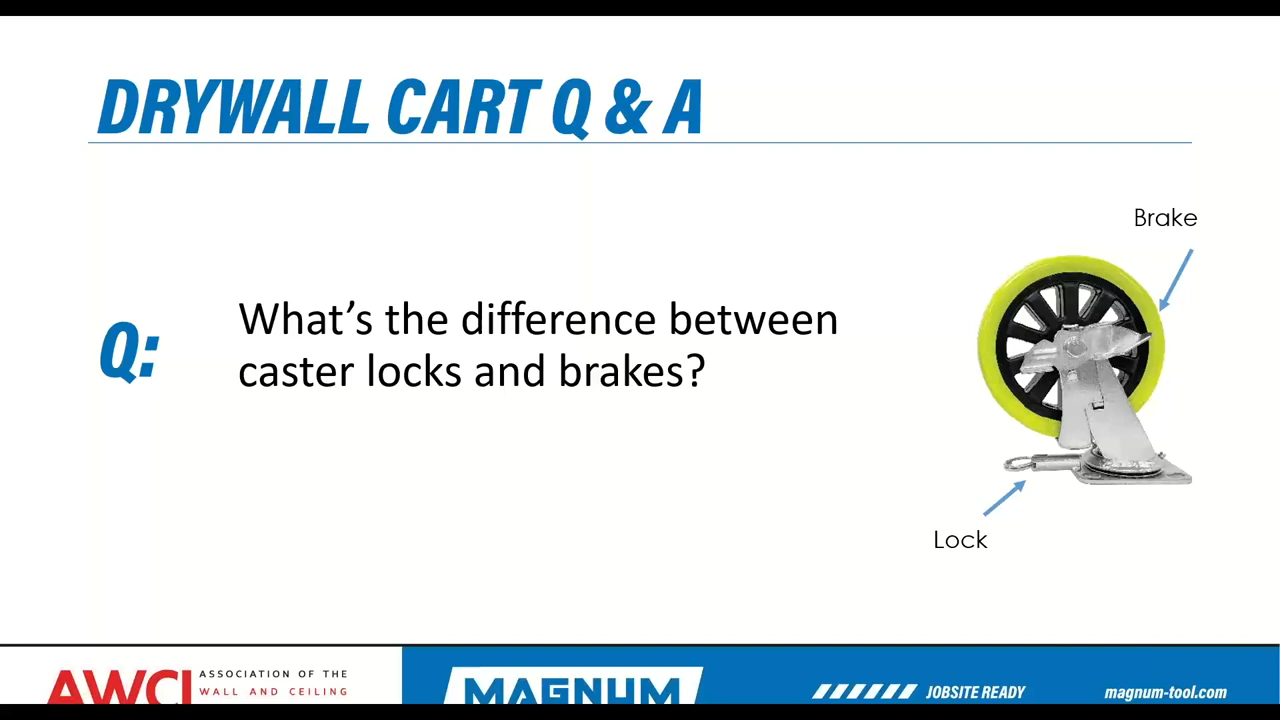 DRYWALL CART Q & A
Brake
Q:
What's the difference between
caster locks and brakes?
Lock
AWCI
ASSOCIATION OF THE
WALL AND CEILING
MAGNUM
JOBSITE READY
magnum-tool.com